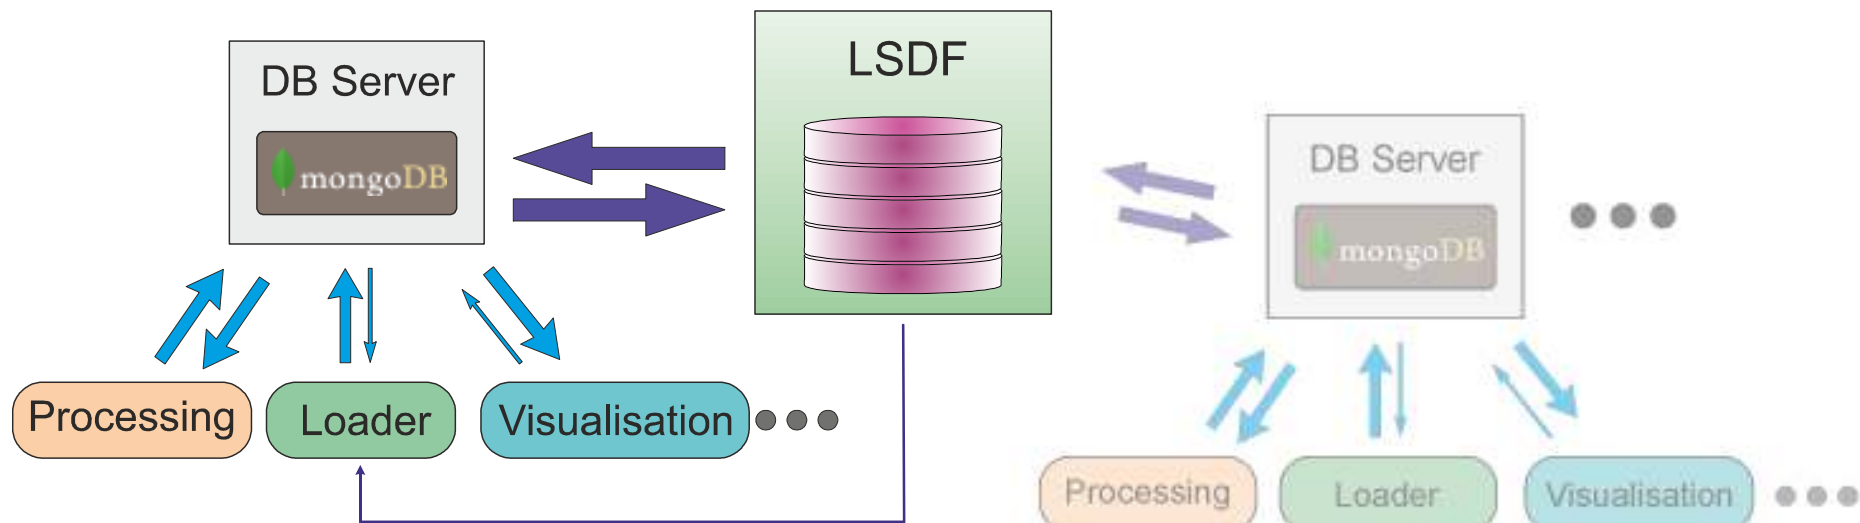 LSDF
DB Server
mongoDB
Processing
Loader
Visualisation
DB Server
mongoDB
Processing
Loader
Visualisation